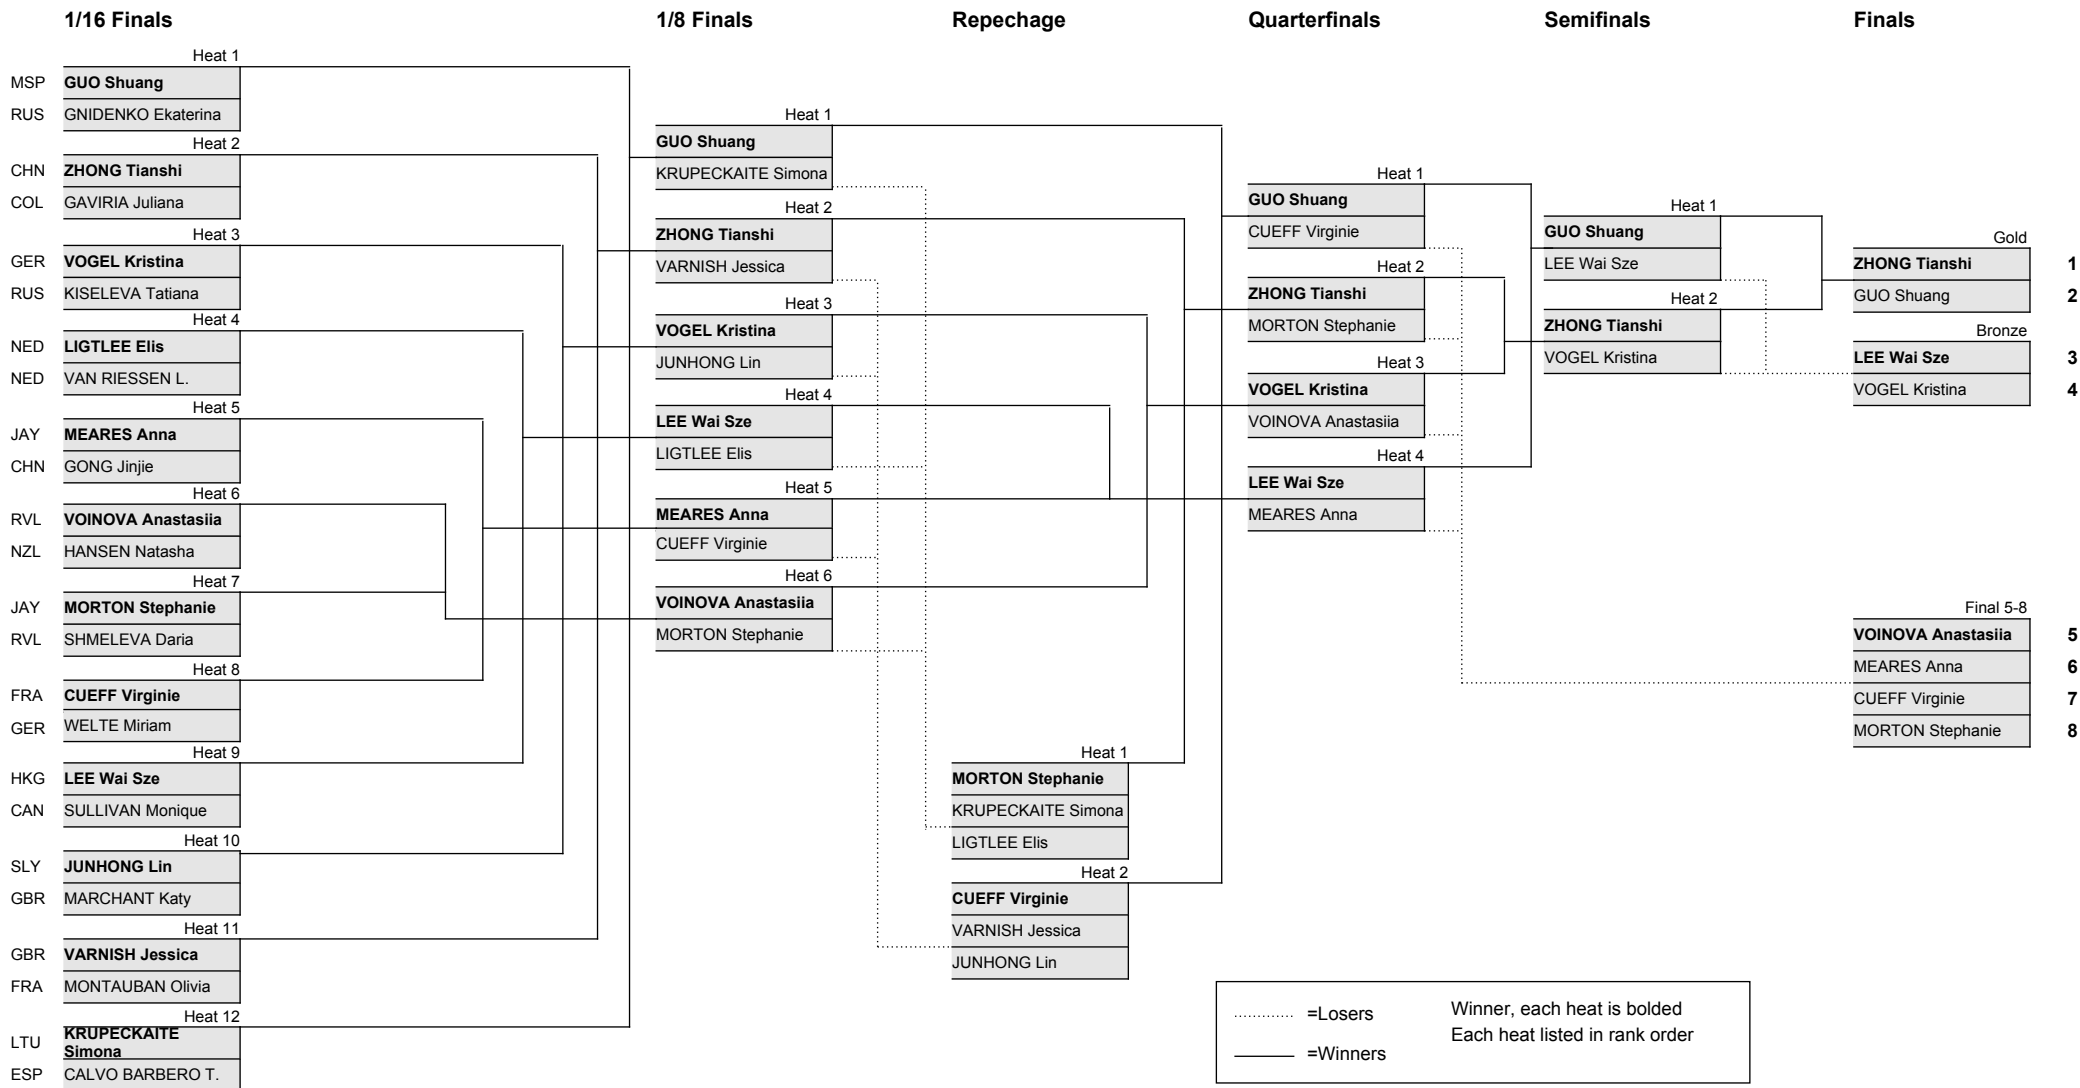 1/16 Finals
1/8 Finals
Repechage
Quarterfinals
Semifinals
Finals
Heat 1
MSP GUO Shuang
RUS GNIDENKO Ekaterina
Heat 2
CHN ZHONG Tianshi
COL GAVIRIA Juliana
Heat 3
GER VOGEL Kristina
RUS KISELEVA Tatiana
Heat 4
NED LIGTLEE Elis
NED VAN RIESSEN L.
Heat 5
JAY MEARES Anna
CHN GONG Jinjie
Heat 6
RVL VOINOVA Anastasiia
NZL HANSEN Natasha
Heat 7
JAY MORTON Stephanie
RVL SHMELEVA Daria
Heat 8
FRA CUEFF Virginie
GER WELTE Miriam
Heat 9
HKG LEE Wai Sze
CAN SULLIVAN Monique
Heat 10
SLY JUNHONG Lin
GBR MARCHANT Katy
Heat 11
GBR VARNISH Jessica
FRA MONTAUBAN Olivia
Heat 12
LTU KRUPECKAITE
Simona
ESP CALVO BARBERO T.
Heat 1
GUO Shuang
KRUPECKAITE Simona
Heat 2
ZHONG Tianshi
VARNISH Jessica
Heat 3
VOGEL Kristina
JUNHONG Lin
Heat 4
LEE Wai Sze
LIGTLEE Elis
Heat 5
MEARES Anna
CUEFF Virginie
Heat 6
VOINOVA Anastasiia
MORTON Stephanie
Heat 1
MORTON Stephanie
KRUPECKAITE Simona
LIGTLEE Elis
Heat 2
CUEFF Virginie
VARNISH Jessica
JUNHONG Lin
Heat 1
GUO Shuang
CUEFF Virginie
Heat 2
ZHONG Tianshi
MORTON Stephanie
Heat 3
VOGEL Kristina
VOINOVA Anastasiia
Heat 4
LEE Wai Sze
MEARES Anna
Heat 1
GUO Shuang
LEE Wai Sze
Heat 2
ZHONG Tianshi
VOGEL Kristina
Gold
ZHONG Tianshi 1
GUO Shuang 2
Bronze
LEE Wai Sze 3
VOGEL Kristina 4
Final 5-8
VOINOVA Anastasiia 5
MEARES Anna 6
CUEFF Virginie 7
MORTON Stephanie 8
=Losers
=Winners
Winner, each heat is bolded
Each heat listed in rank order